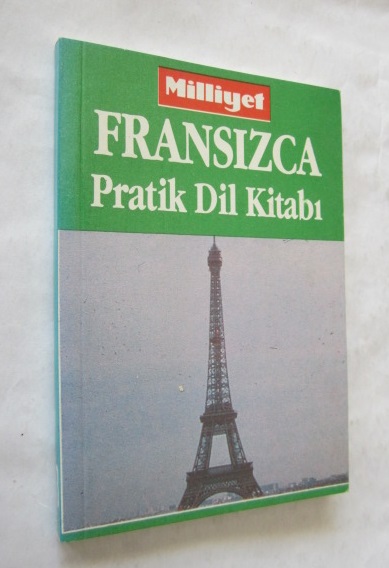 Milliyet
FRANSIZCA
Pratik Dil Kitabı